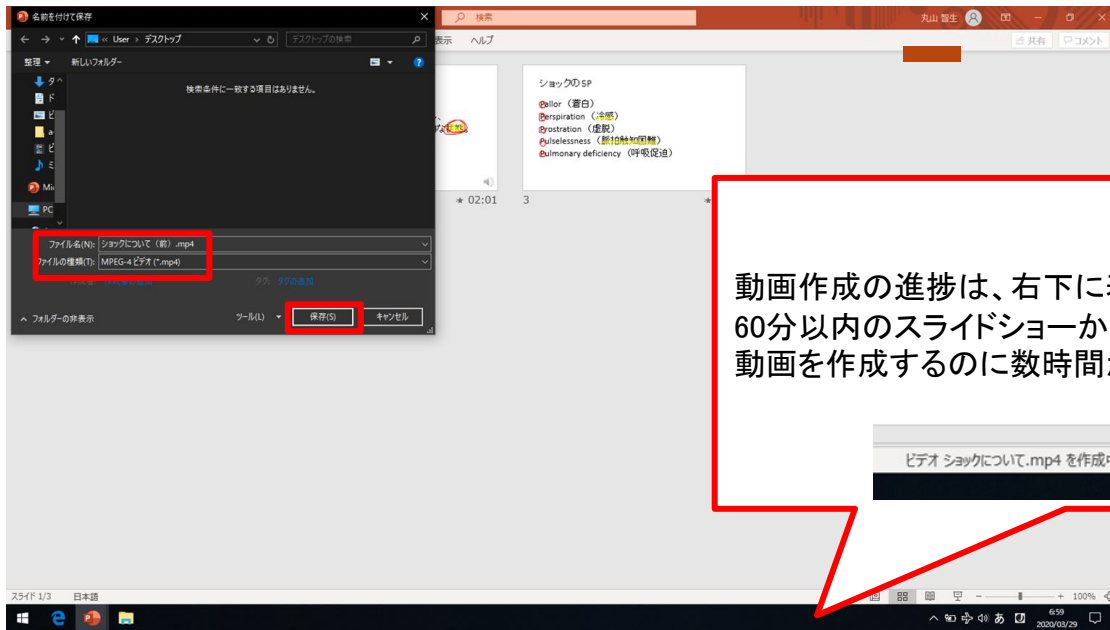 名前を付けて保存
検索
丸山 智生
« User › デスクトップ
デスクトップの検索
表示 ヘルプ
共有 コメント
整理 新しいフォルダー
検索条件に一致する項目はありません。
PC
ファイル名(N): ショックについて（前）.mp4
ファイルの種類(T): MPEG-4 ビデオ (*.mp4)
タグ: タグの追加
フォルダーの非表示
ツール(L) 保存(S) キャンセル
02:01
ショックの5P
Pallor（蒼白）
Perspiration（冷感）
Prostration（虚脱）
Pulselessness（脈拍触知困難）
Pulmonary deficiency（呼吸促迫）
3
動画作成の進捗は、右下に
60分以内のスライドショーか
動画を作成するのに数時間
ビデオ ショックについて.mp4 を作成中
スライド 1/3 日本語
100%
あ
6:59
2020/03/29